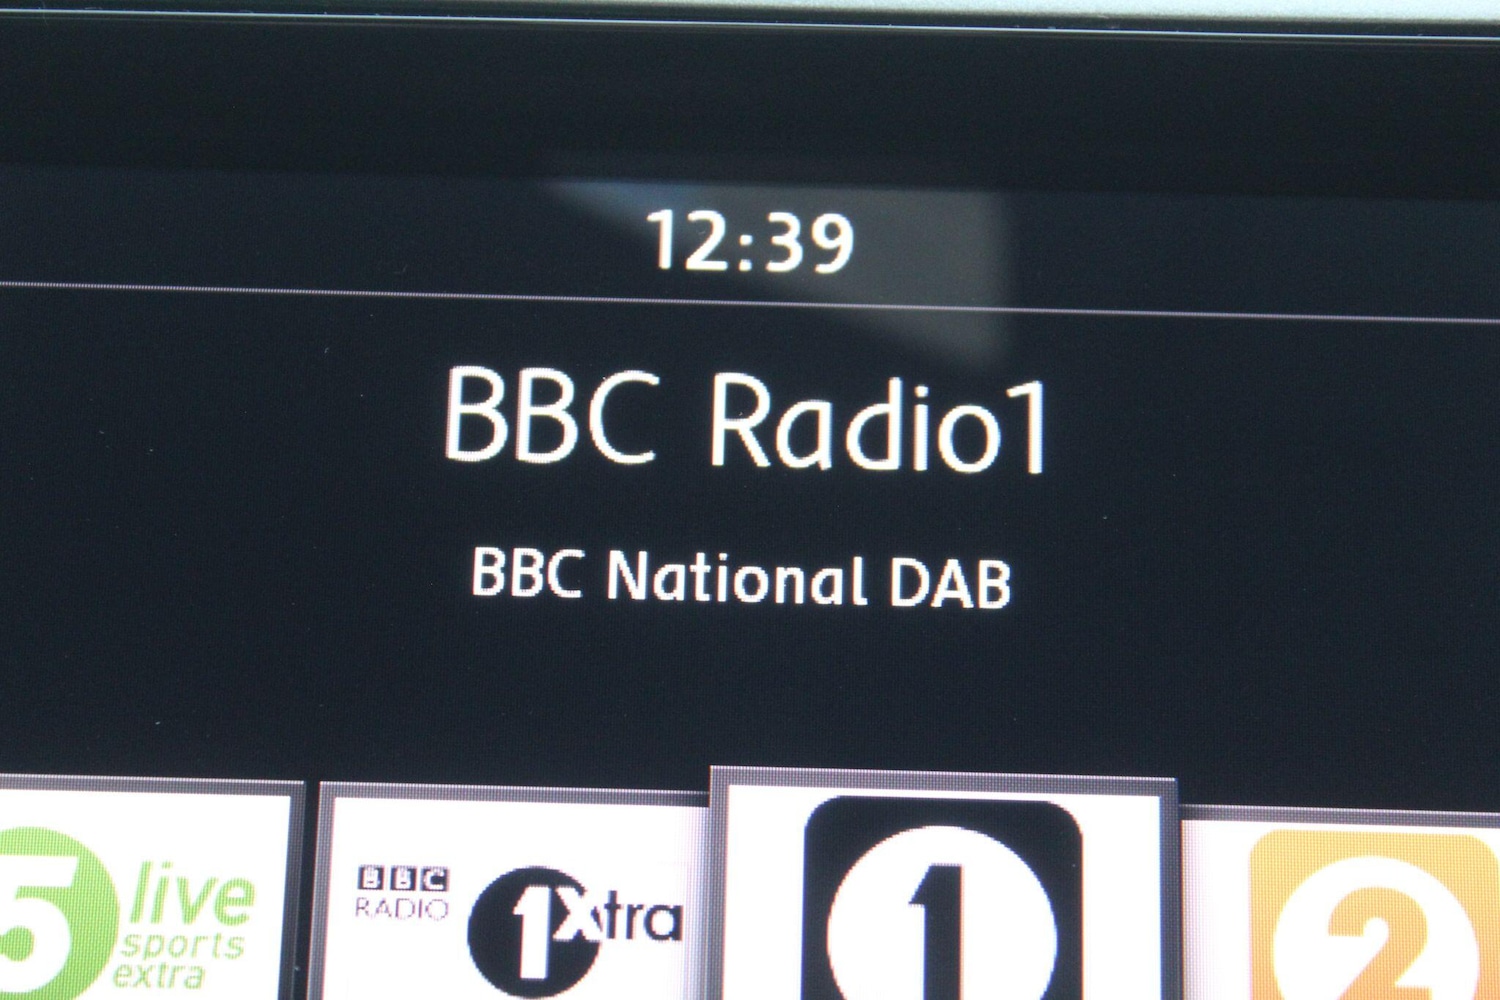 12:39
BBC Radio1
BBC National DAB
5 live
sports
extra
BBC
RADIO
1Xtra
1
2